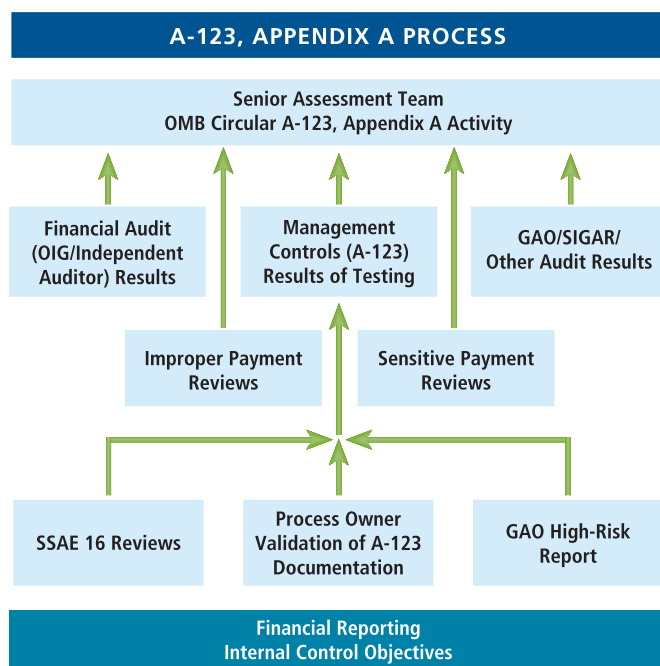 A-123, APPENDIX A PROCESS
Senior Assessment Team
OMB Circular A-123, Appendix A Activity
Financial Audit
(OIG/Independent
Auditor) Results
Management
Controls (A-123)
Results of Testing
GAO/SIGAR/
Other Audit Results
Improper Payment
Reviews
Sensitive Payment
Reviews
SSAE 16 Reviews
Process Owner
Validation of A-123
Documentation
GAO High-Risk
Report
Financial Reporting
Internal Control Objectives